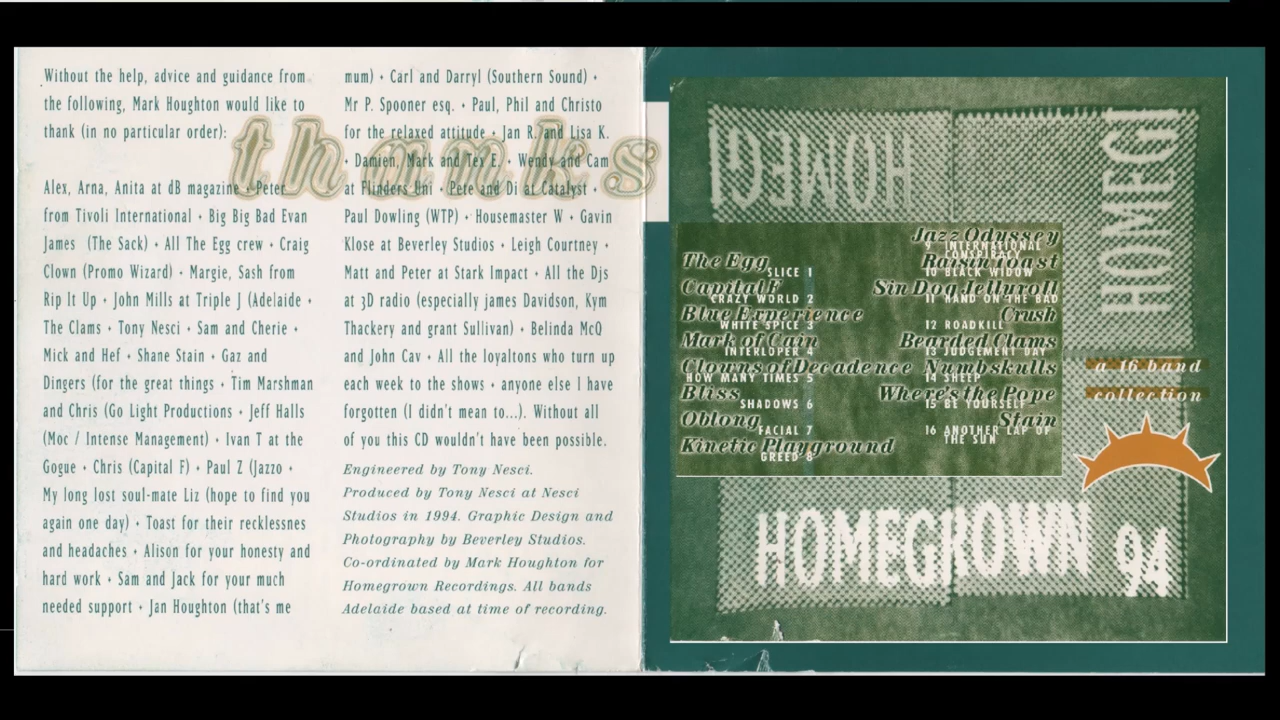 Without the help, advice and guidance from
the following, Mark Houghton would like to
thank (in no particular order):
thanks
Alex, Arna, Anita at dB magazine • Peter
from Tivoli International • Big Big Bad Evan
James (The Sack) • All The Egg crew • Craig
Clown (Promo Wizard) • Margie, Sash from
Rip It Up • John Mills at Triple J (Adelaide •
The Clams • Tony Nesci • Sam and Cherie •
Mick and Hef • Shane Stain • Gaz and
Dingers (for the great things • Tim Marshman
and Chris (Go Light Productions • Jeff Halls
(Moc / Intense Management) • Ivan T at the
Gogue • Chris (Capital F) • Paul Z (Jazzo •
My long lost soul-mate Liz (hope to find you
again one day) • Toast for their recklessnes
and headaches • Alison for your honesty and
hard work • Sam and Jack for your much
needed support • Jan Houghton (that's me
mum) • Carl and Darryl (Southern Sound) •
Mr P. Spooner esq. • Paul, Phil and Christo
for the relaxed attitude • Jan R. and Lisa K.
• Damien, Mark and Tex E. • Wendy and Cam
at Flinders Uni • Pete and Di at Catalyst •
Paul Dowling (WTP) • Housemaster W • Gavin
Klose at Beverley Studios • Leigh Courtney •
Matt and Peter at Stark Impact • All the Djs
at 3D radio (especially james Davidson, Kym
Thackery and grant Sullivan) • Belinda McQ
and John Cav • All the loyaltons who turn up
each week to the shows • anyone else I have
forgotten (I didn't mean to...). Without all
of you this CD wouldn't have been possible.
Engineered by Tony Nesci.
Produced by Tony Nesci at Nesci
Studios in 1994. Graphic Design and
Photography by Beverley Studios.
Co-ordinated by Mark Houghton for
Homegrown Recordings. All bands
Adelaide based at time of recording.
HOMEGI
HOMEGI
The Egg
SLICE 1
Capital F
CRAZY WORLD 2
Blue Experience
WHITE SPICE 3
Mark of Cain
INTERLOPER 4
Clowns of Decadence
HOW MANY TIMES 5
Bliss
SHADOWS 6
Oblong
FACIAL 7
Kinetic Playground
GREED 8
Jazz Odyssey
9 INTERNATIONAL
CONSPIRACY
Raisin Toast
10 BLACK WIDOW
Sin Dog Jellyroll
11 HAND ON THE BAD
Crush
12 ROADKILL
Bearded Clams
13 JUDGEMENT DAY
Numbskulls
14 SHEEP
Where's the Pope
15 BE YOURSELF
Stain
16 ANOTHER LAP OF
THE SUN
a 16 band
collection
HOMEGROWN 94